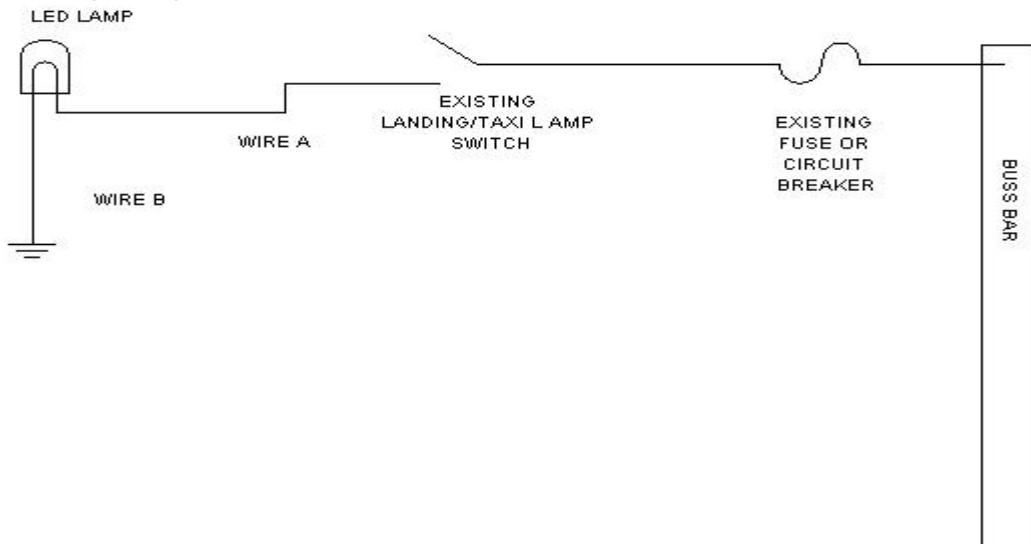 LED LAMP
EXISTING
LANDING/TAXI L AMP
SWITCH
WIRE A
WIRE B
EXISTING
FUSE OR
CIRCUIT
BREAKER
BUSS BAR